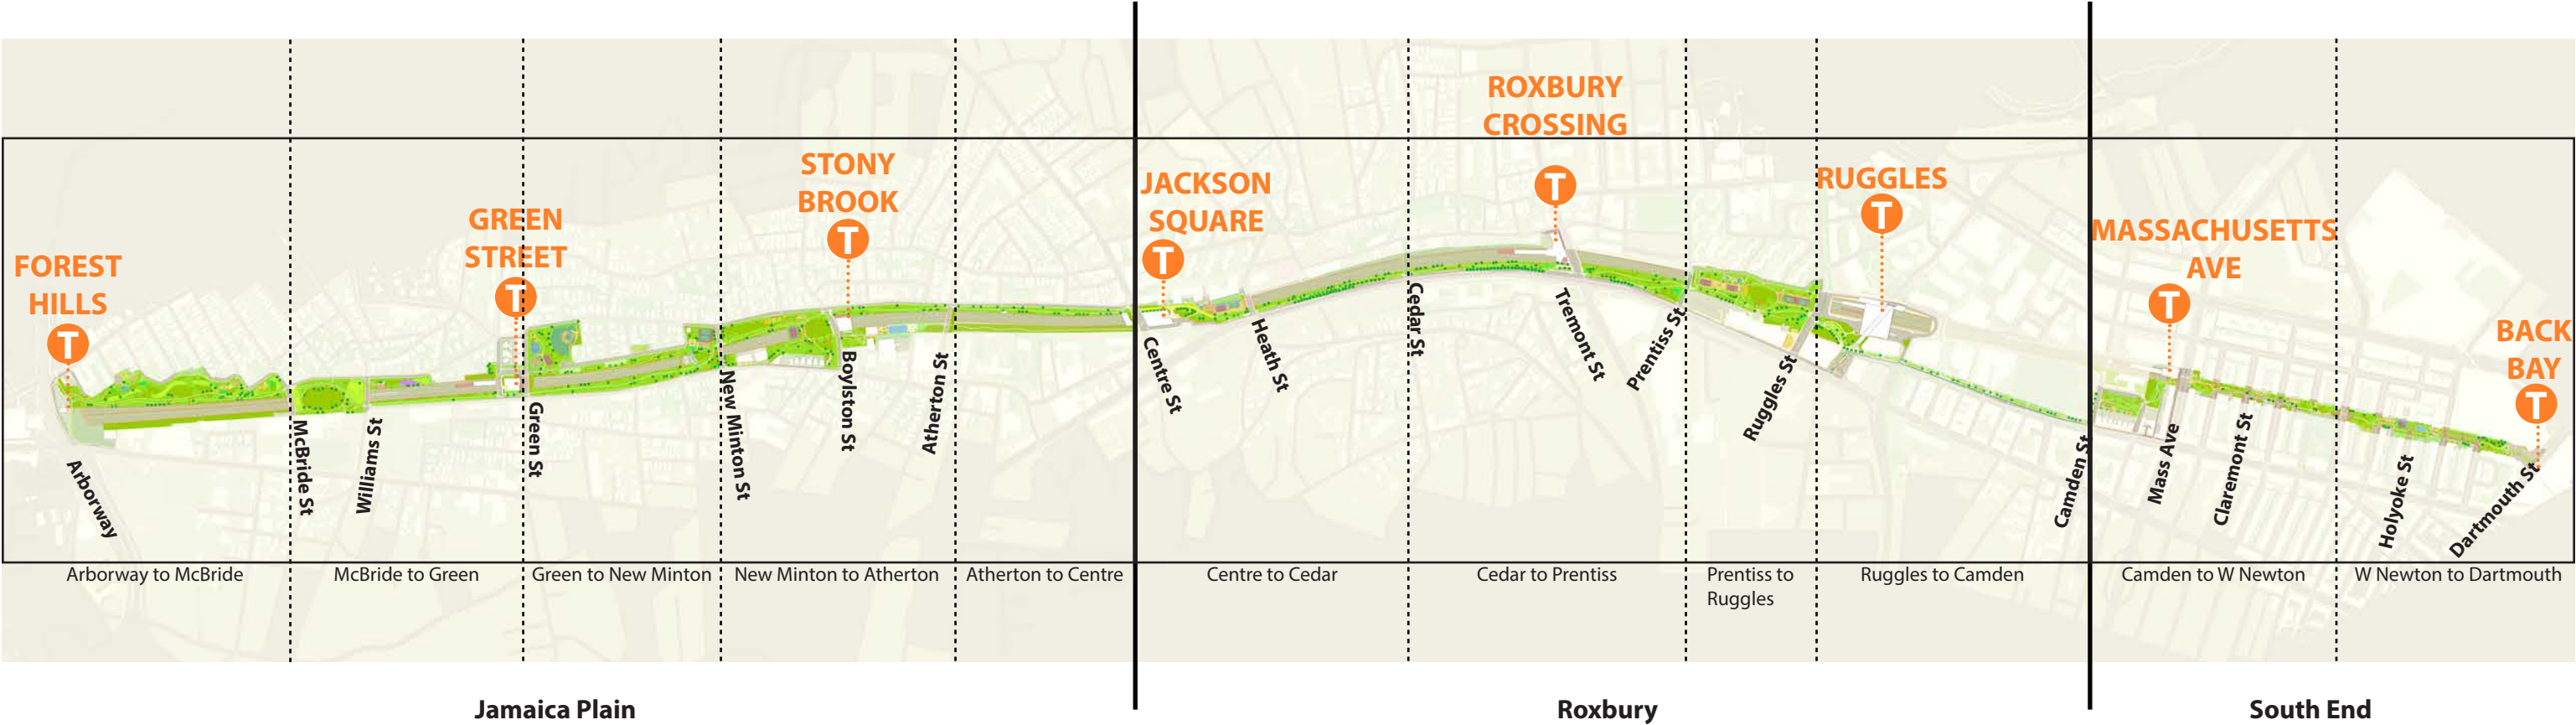 FOREST
HILLS
T
GREEN
STREET
T
STONY
BROOK
T
JACKSON
SQUARE
T
ROXBURY
CROSSING
T
RUGGLES
T
MASSACHUSETTS
AVE
T
BACK
BAY
T
Arborway
McBride St
Williams St
Green St
New Minton St
Boylston St
Atherton St
Centre St
Heath St
Cedar St
Tremont St
Prentiss St
Ruggles St
Camden St
Mass Ave
Claremont St
Holyoke St
Dartmouth St
Arborway to McBride
McBride to Green
Green to New Minton
New Minton to Atherton
Atherton to Centre
Centre to Cedar
Cedar to Prentiss
Prentiss to
Ruggles
Ruggles to Camden
Camden to W Newton
W Newton to Dartmouth
Jamaica Plain
Roxbury
South End